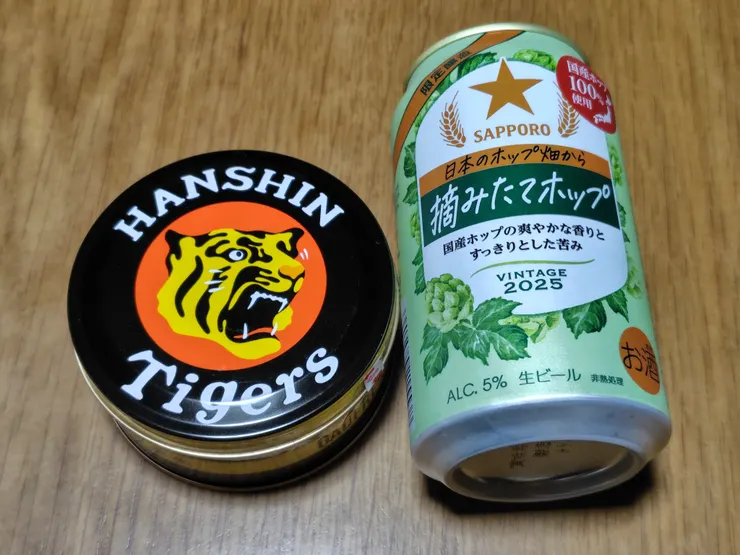 HANSHIN
Tigers
限定醸造
国産ホップ
100%
使用
SAPPORO
日本のホップ畑から
摘みたてホップ
国産ホップの爽やかな香りと
すっきりとした苦み
VINTAGE
2025
お酒
ALC. 5% 生ビール 非熱処理